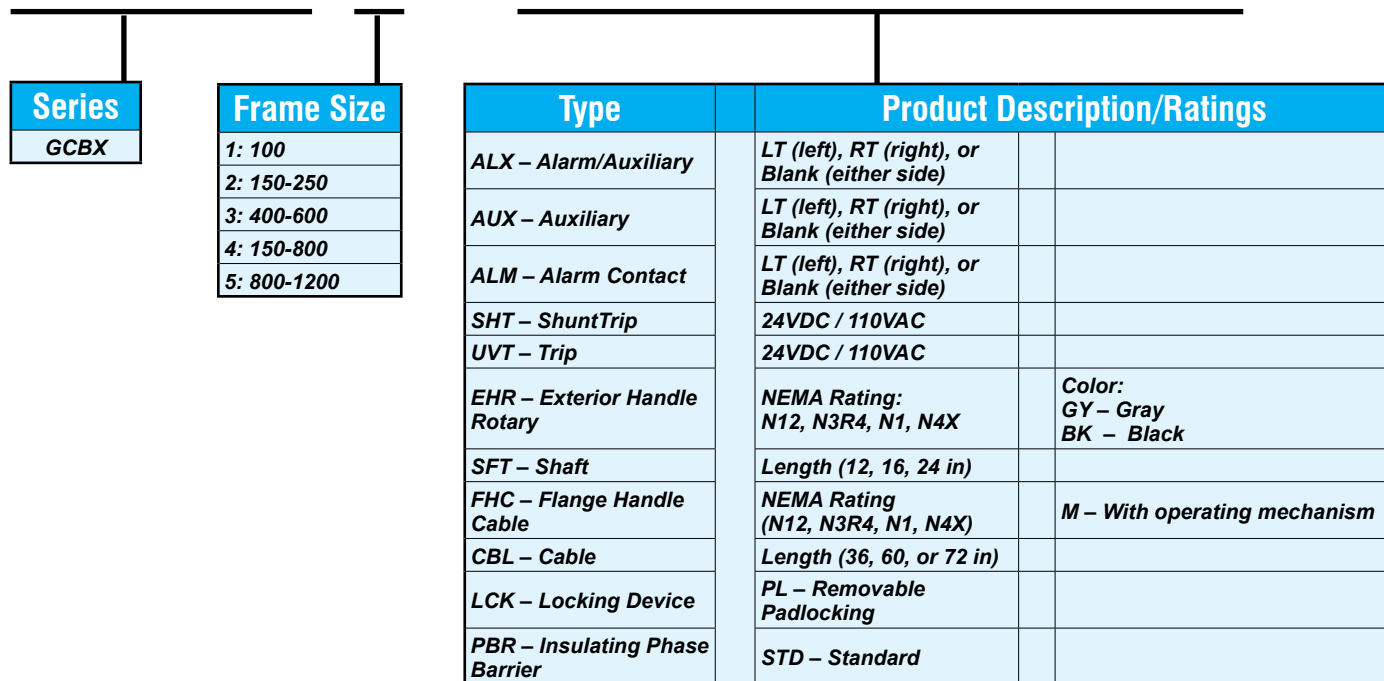 Series
GCBX
Frame Size
1: 100
2: 150-250
3: 400-600
4: 150-800
5: 800-1200
Type
Product Description/Ratings
ALX – Alarm/Auxiliary
LT (left), RT (right), or
Blank (either side)
AUX – Auxiliary
LT (left), RT (right), or
Blank (either side)
ALM – Alarm Contact
LT (left), RT (right), or
Blank (either side)
SHT – ShuntTrip
24VDC / 110VAC
UVT – Trip
24VDC / 110VAC
EHR – Exterior Handle
Rotary
NEMA Rating:
N12, N3R4, N1, N4X
Color:
GY – Gray
BK – Black
SFT – Shaft
Length (12, 16, 24 in)
FHC – Flange Handle
Cable
NEMA Rating
(N12, N3R4, N1, N4X)
M – With operating mechanism
CBL – Cable
Length (36, 60, or 72 in)
LCK – Locking Device
PL – Removable
Padlocking
PBR – Insulating Phase
Barrier
STD – Standard